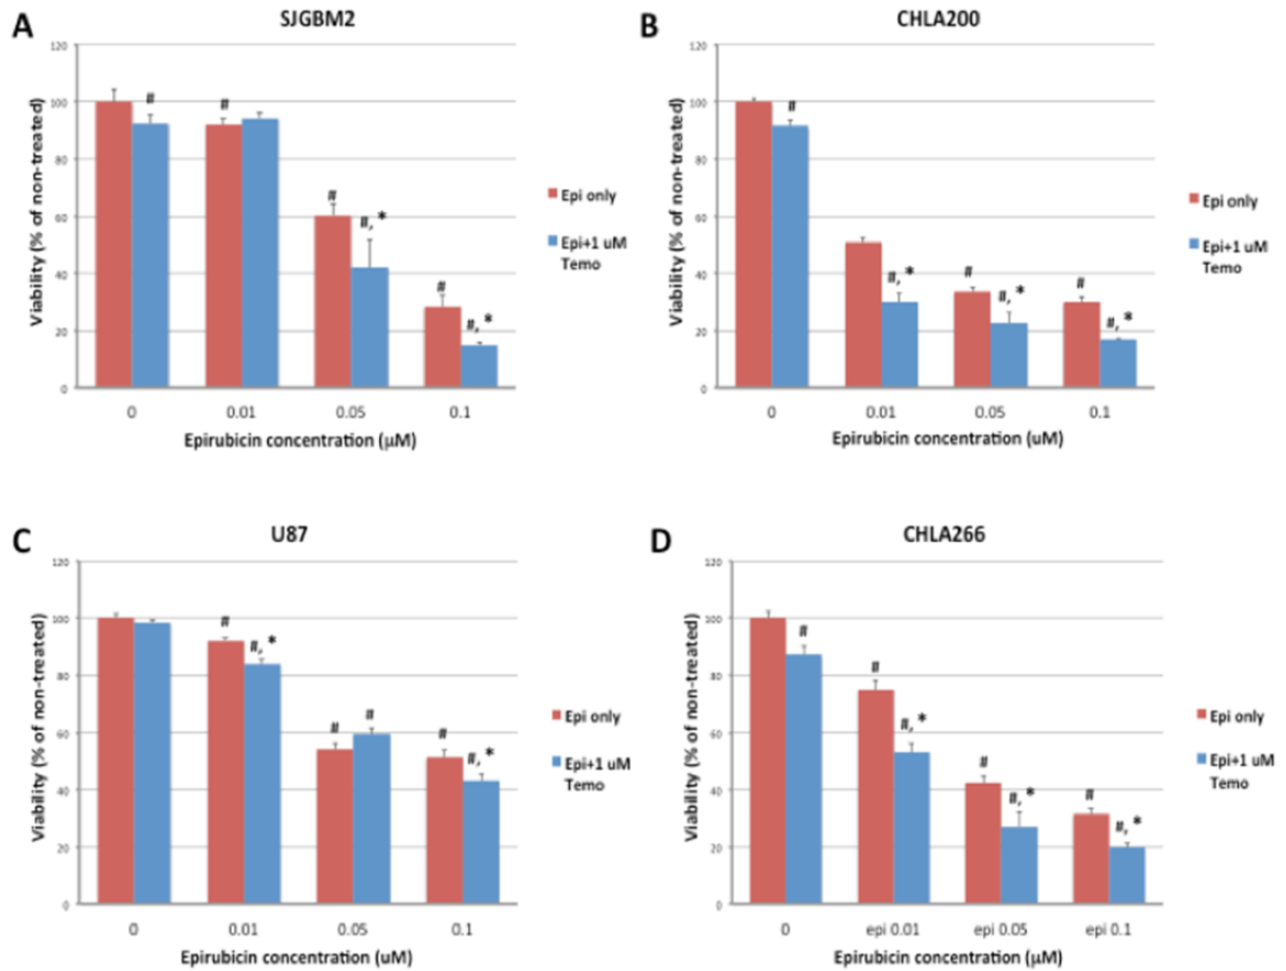 A
SJGBM2
120
100
80
60
40
20
0
Viability (% of non-treated)
#
#
#
#, *
#
#, *
0 0.01 0.05 0.1
Epirubicin concentration (μM)
Epi only
Epi+1 uM
Temo
B
CHLA200
120
100
80
60
40
20
0
Viability (% of non-treated)
#
#, *
#
#, *
#
#, *
0 0.01 0.05 0.1
Epirubicin concentration (uM)
Epi only
Epi+1 uM
Temo
C
U87
120
100
80
60
40
20
0
Viability (% of non-treated)
#
#, *
#
#
#
#, *
0 0.01 0.05 0.1
Epirubicin concentration (uM)
Epi only
Epi+1 uM
Temo
D
CHLA266
120
100
80
60
40
20
0
Viability (% of non-treated)
#
#
#, *
#
#, *
#
#, *
0 epi 0.01 epi 0.05 epi 0.1
Epirubicin concentration (μM)
Epi only
Epi+1 uM
Temo